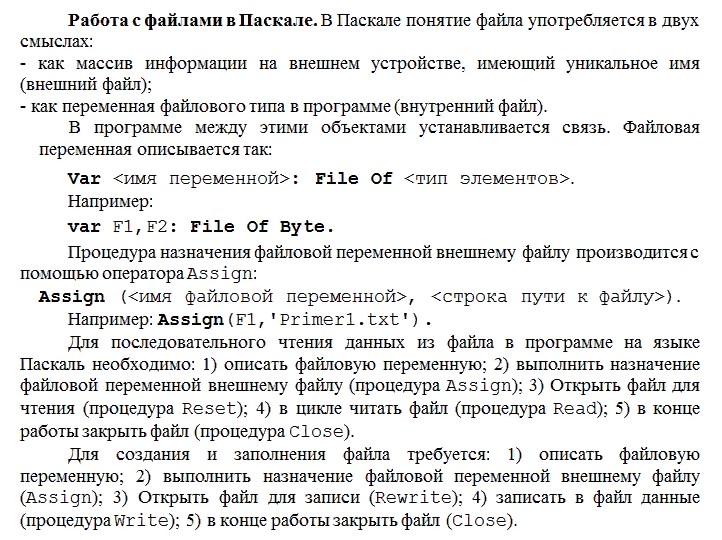 Работа с файлами в Паскале. В Паскале понятие файла употребляется в двух
смыслах:
- как массив информации на внешнем устройстве, имеющий уникальное имя
(внешний файл);
- как переменная файлового типа в программе (внутренний файл).
В программе между этими объектами устанавливается связь. Файловая
переменная описывается так:
Var <имя переменной>: File Of <тип элементов>.
Например:
var F1,F2: File Of Byte.
Процедура назначения файловой переменной внешнему файлу производится с
помощью оператора Assign:
Assign (<имя файловой переменной>, <строка пути к файлу>).
Например: Assign(F1,'Primer1.txt').
Для последовательного чтения данных из файла в программе на языке
Паскаль необходимо: 1) описать файловую переменную; 2) выполнить назначение
файловой переменной внешнему файлу (процедура Assign); 3) Открыть файл для
чтения (процедура Reset); 4) в цикле читать файл (процедура Read); 5) в конце
работы закрыть файл (процедура Close).
Для создания и заполнения файла требуется: 1) описать файловую
переменную; 2) выполнить назначение файловой переменной внешнему файлу
(Assign); 3) Открыть файл для записи (Rewrite); 4) записать в файл данные
(процедура Write); 5) в конце работы закрыть файл (Close).